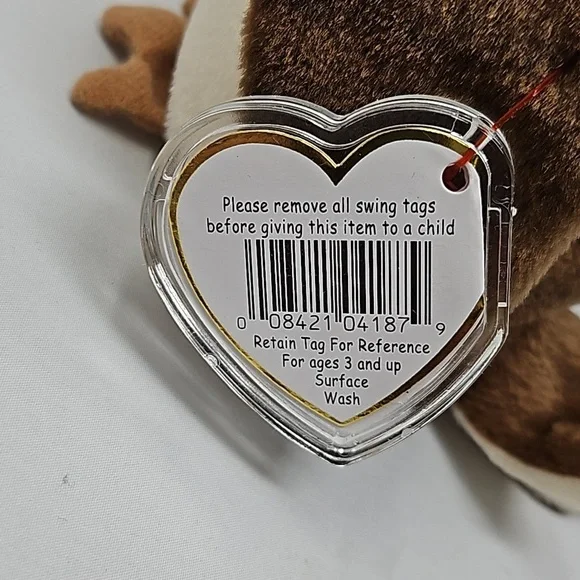 Please remove all swing tags
before giving this item to a child
0 08421 04187 9
Retain Tag For Reference
For ages 3 and up
Surface
Wash